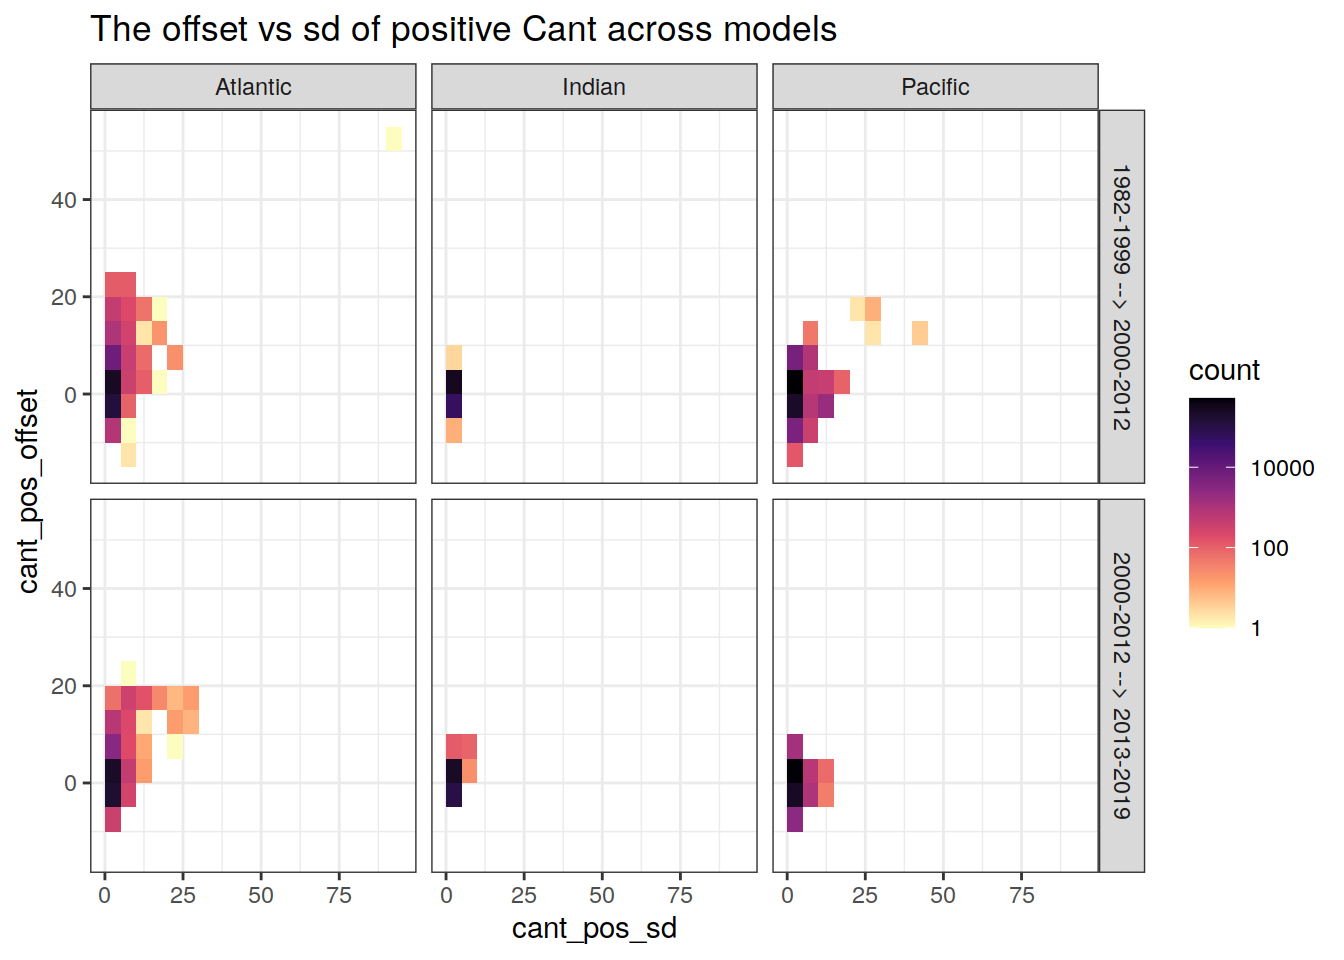 The offset vs sd of positive Cant across models
Atlantic
Indian
Pacific
1982-1999 --> 2000-2012
2000-2012 --> 2013-2019
cant_pos_offset
40
20
0
40
20
0
0 25 50 75
0 25 50 75
0 25 50 75
cant_pos_sd
count
10000
100
1